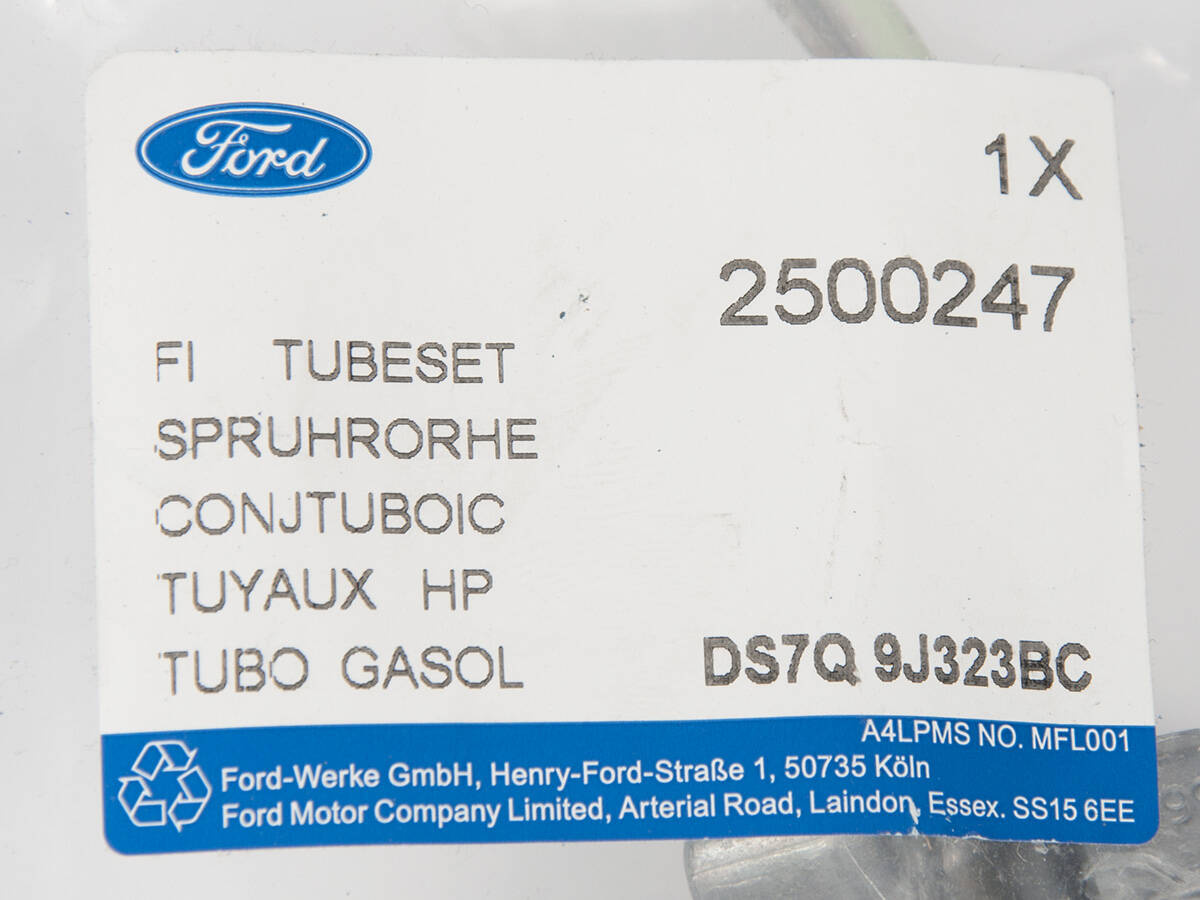 Ford
1X
2500247
FI TUBESET
SPRUHRORHE
CONJTUBOIC
TUYAUX HP
TUBO GASOL
DS7Q 9J323BC
A4LPMS NO. MFL001
Ford-Werke GmbH, Henry-Ford-Straße 1, 50735 Köln
Ford Motor Company Limited, Arterial Road, Laindon, Essex. SS15 6EE